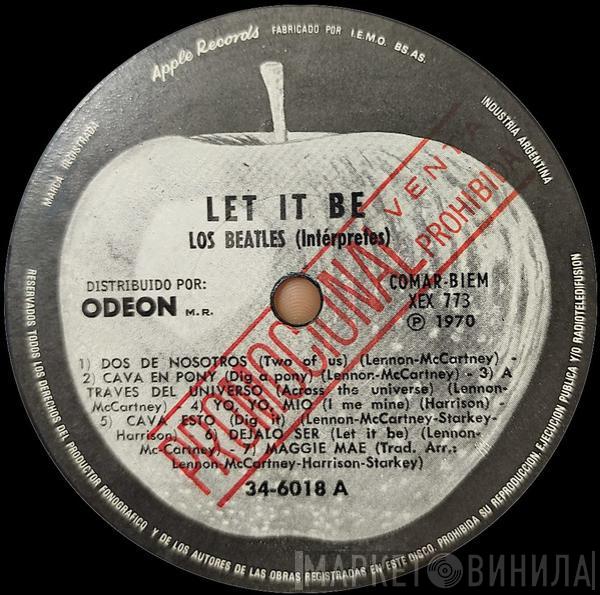 Apple Records
FABRICADO POR I.E.M.O. BS.AS.
MARCA REGISTRADA
INDUSTRIA ARGENTINA
LET IT BE
LOS BEATLES (Intérpretes)
DISTRIBUIDO POR:
ODEON M.R.
COMAR-BIEM
XEX 773
Ⓟ 1970
PROMOCIONAL
VENTA
PROHIBIDA
1) DOS DE NOSOTROS (Two of us) (Lennon-McCartney) -
2) CAVA EN PONY (Dig a pony) (Lennon-McCartney) - 3) A
TRAVES DEL UNIVERSO (Across the universe) (Lennon-
McCartney) 4) YO, YO, MIO (I me mine) (Harrison) -
5) CAVA ESTO (Dig it) (Lennon-McCartney-Starkey-
Harrison) - 6) DEJALO SER (Let it be) (Lennon-
Mc-Cartney) - 7) MAGGIE MAE (Trad. Arr.:
Lennon-McCartney-Harrison-Starkey)
34-6018 A
RESERVADOS TODOS LOS DERECHOS DEL PRODUCTOR FONOGRAFICO Y DE LOS AUTORES DE LAS OBRAS REGISTRADAS EN ESTE DISCO. PROHIBIDA SU REPRODUCCION EJECUCION PUBLICA Y/O RADIOTELEDIFUSION
МАРКЕТ ВИНИЛА